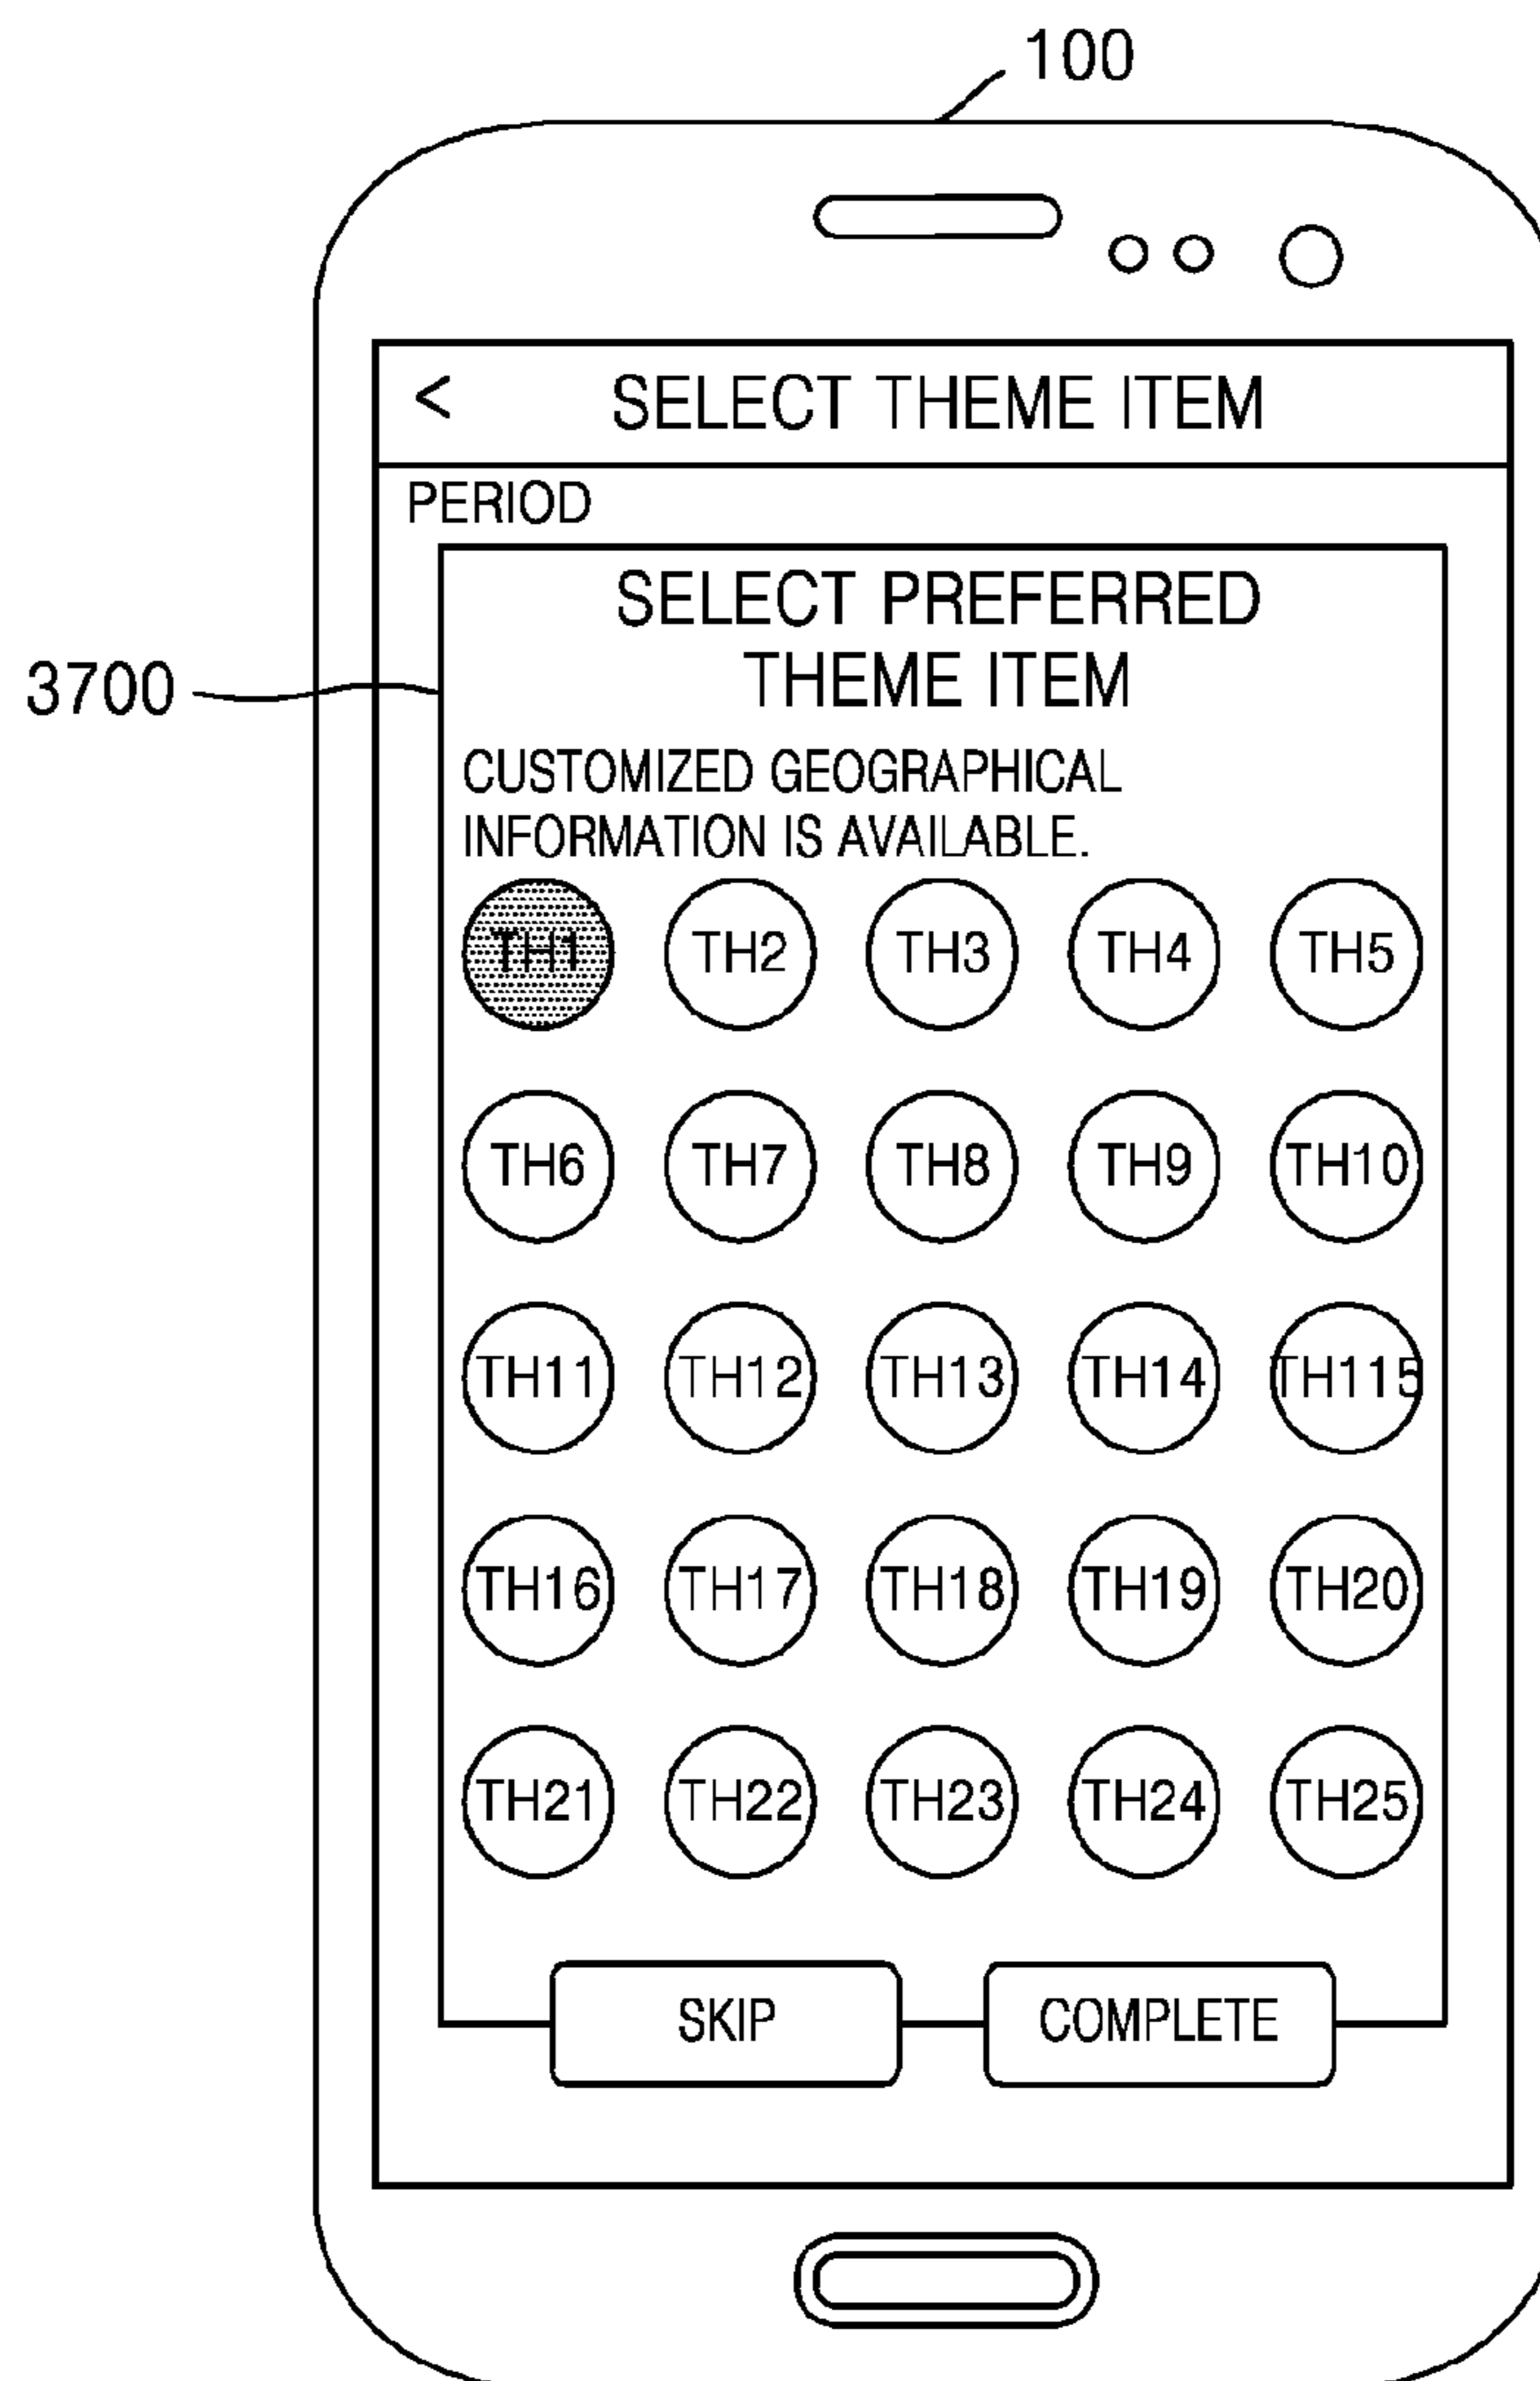 100
< SELECT THEME ITEM
PERIOD
SELECT PREFERRED
THEME ITEM
3700
CUSTOMIZED GEOGRAPHICAL
INFORMATION IS AVAILABLE.
TH1 TH2 TH3 TH4 TH5
TH6 TH7 TH8 TH9 TH10
TH11 TH12 TH13 TH14 TH115
TH16 TH17 TH18 TH19 TH20
TH21 TH22 TH23 TH24 TH25
SKIP COMPLETE